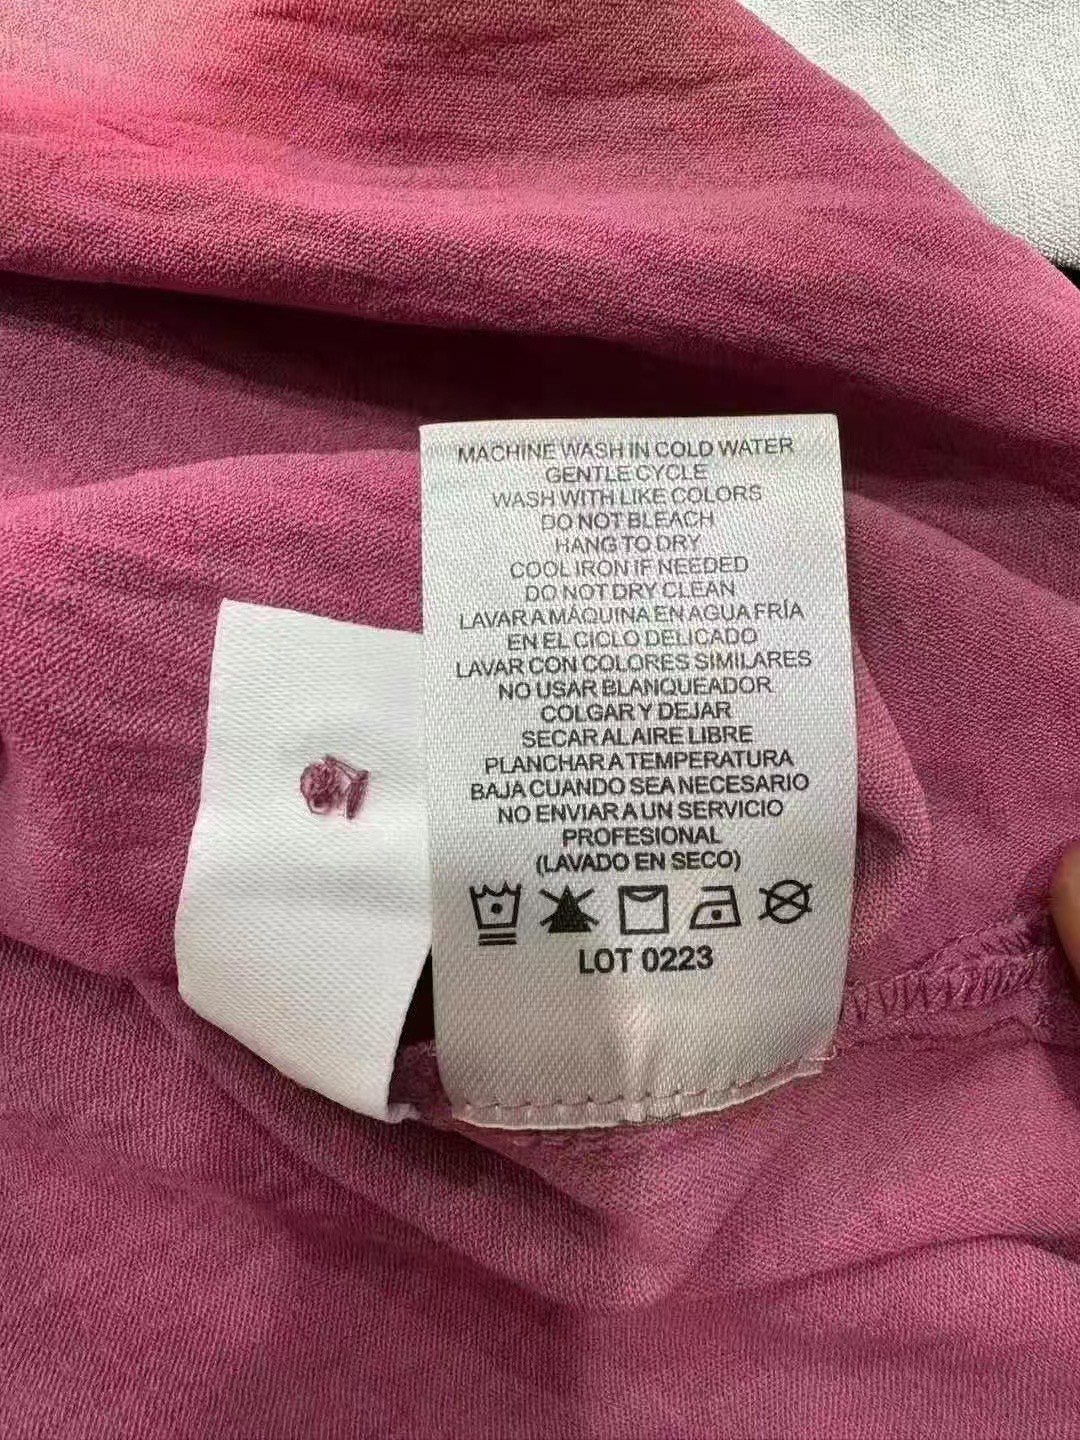 MACHINE WASH IN COLD WATER
GENTLE CYCLE
WASH WITH LIKE COLORS
DO NOT BLEACH
HANG TO DRY
COOL IRON IF NEEDED
DO NOT DRY CLEAN
LAVAR A MÁQUINA EN AGUA FRÍA
EN EL CICLO DELICADO
LAVAR CON COLORES SIMILARES
NO USAR BLANQUEADOR
COLGAR Y DEJAR
SECAR AL AIRE LIBRE
PLANCHAR A TEMPERATURA
BAJA CUANDO SEA NECESARIO
NO ENVIAR A UN SERVICIO
PROFESIONAL
(LAVADO EN SECO)
LOT 0223